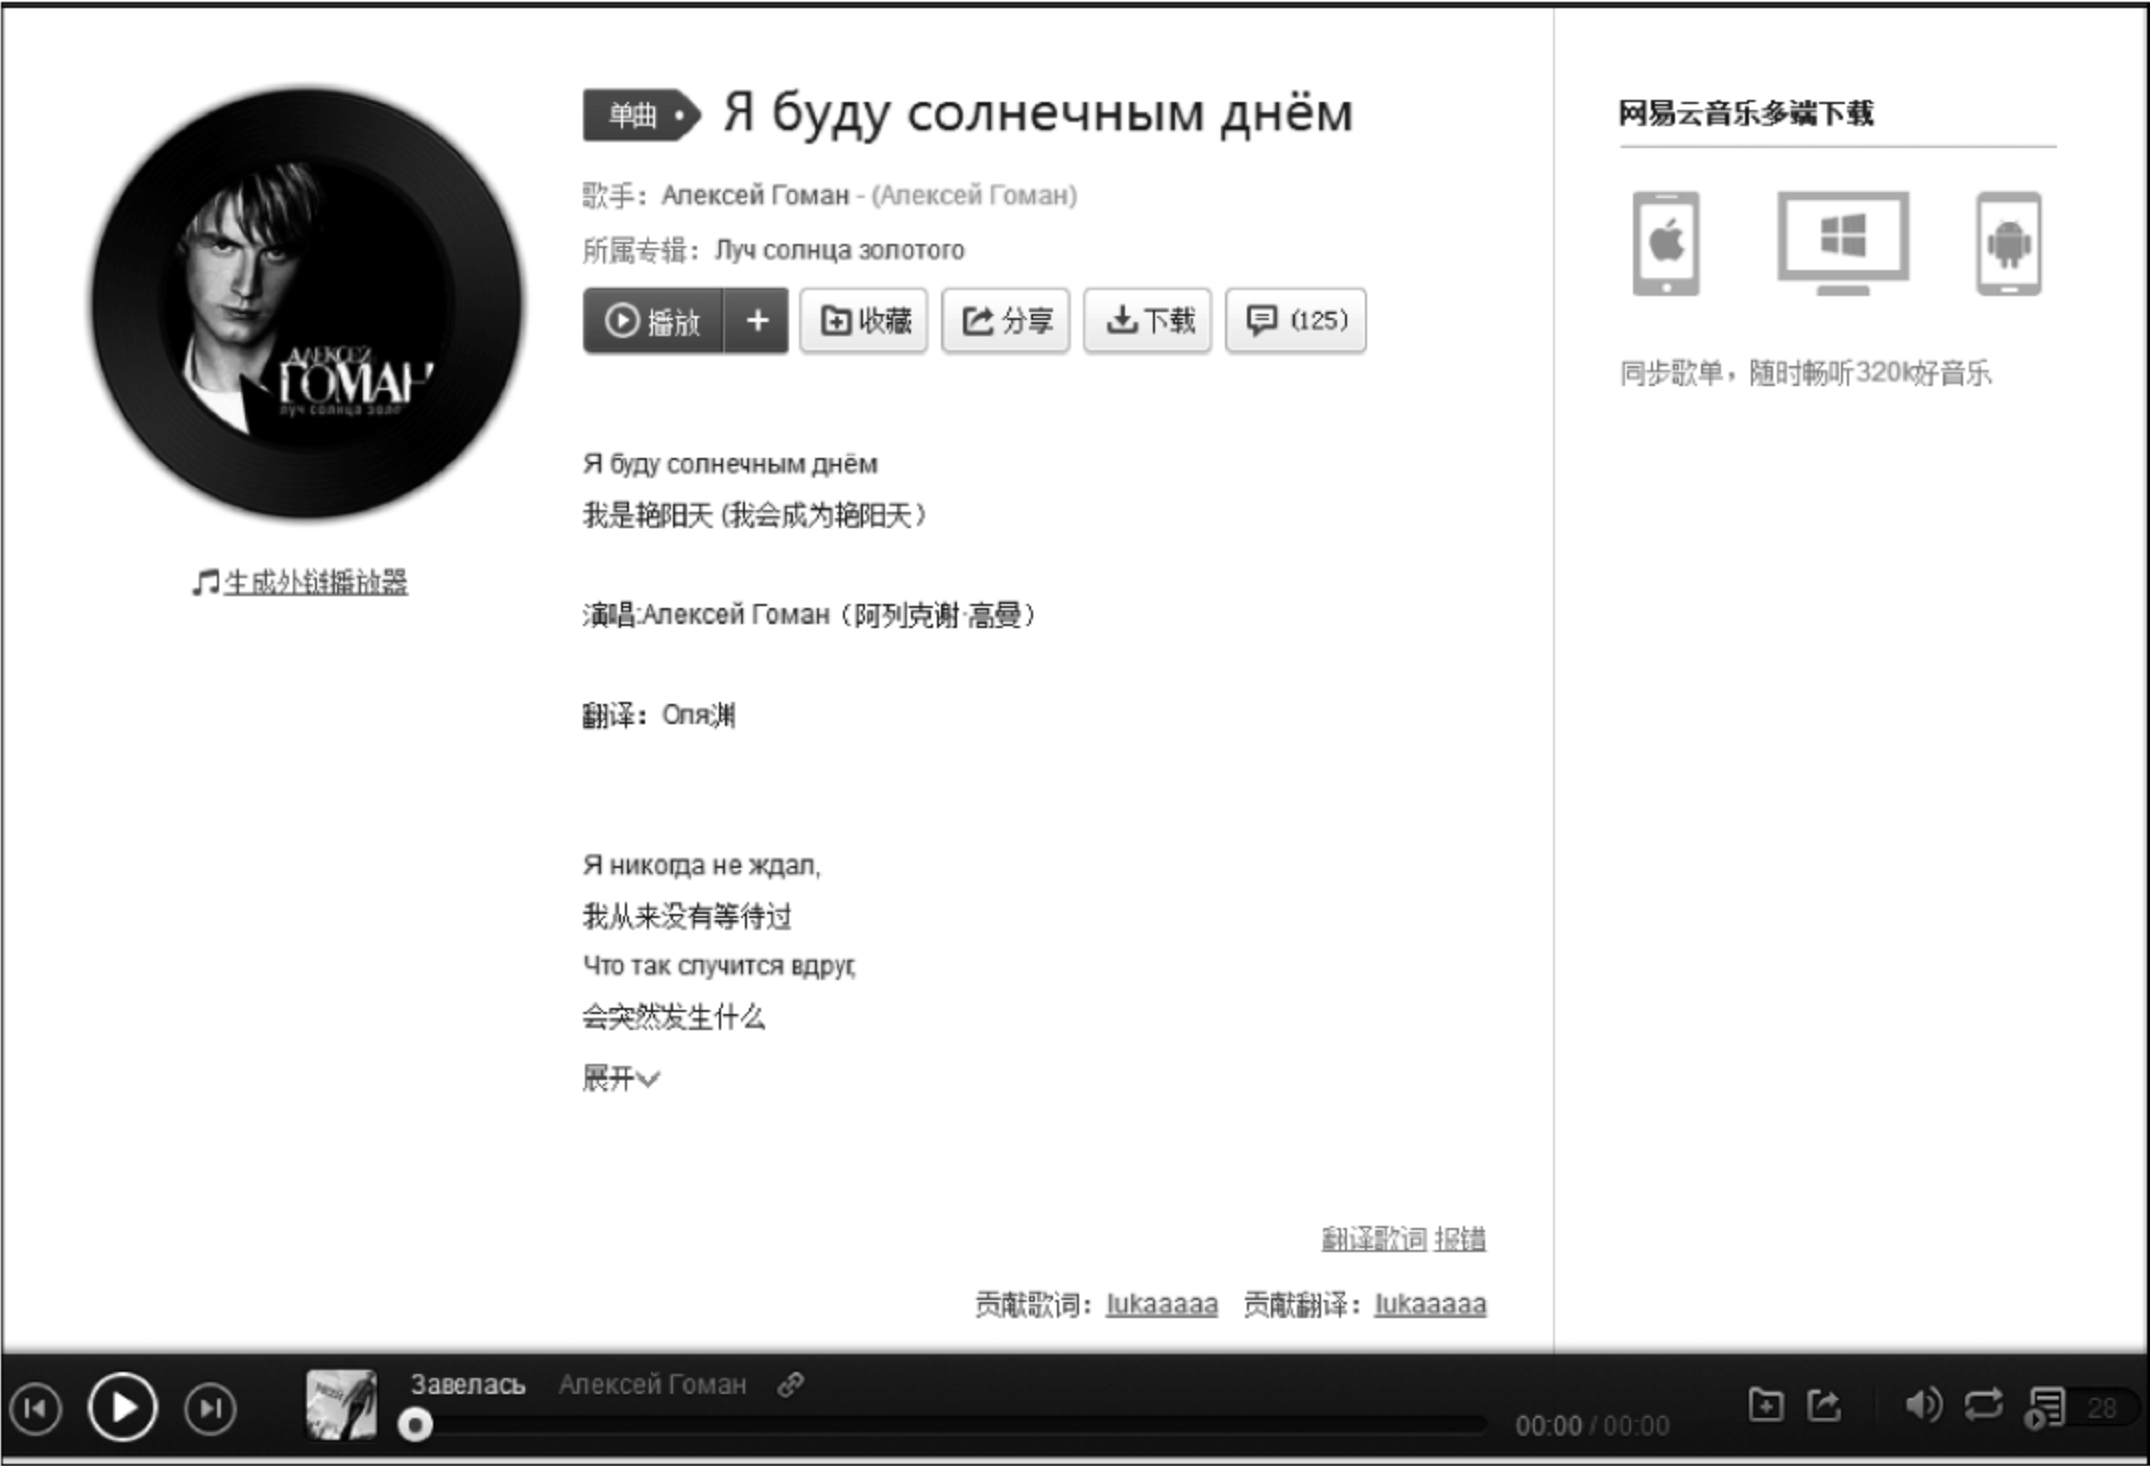 单曲 Я буду солнечным днём
歌手：Алексей Гоман - (Алексей Гоман)
所属专辑：Луч солнца золотого
播放 + 收藏 分享 下载 (125)
АЛЕКСЕЙ
ГОМАН
луч солнца золо
生成外链播放器
Я буду солнечным днём
我是艳阳天 (我会成为艳阳天）
演唱:Алексей Гоман（阿列克谢·高曼）
翻译：Оля渊
Я никогда не ждал,
我从来没有等待过
Что так случится вдруг,
会突然发生什么
展开
翻译歌词 报错
贡献歌词：lukaaaaa 贡献翻译：lukaaaaa
网易云音乐多端下载
同步歌单，随时畅听320k好音乐
Завелась Алексей Гоман
00:00 / 00:00
28